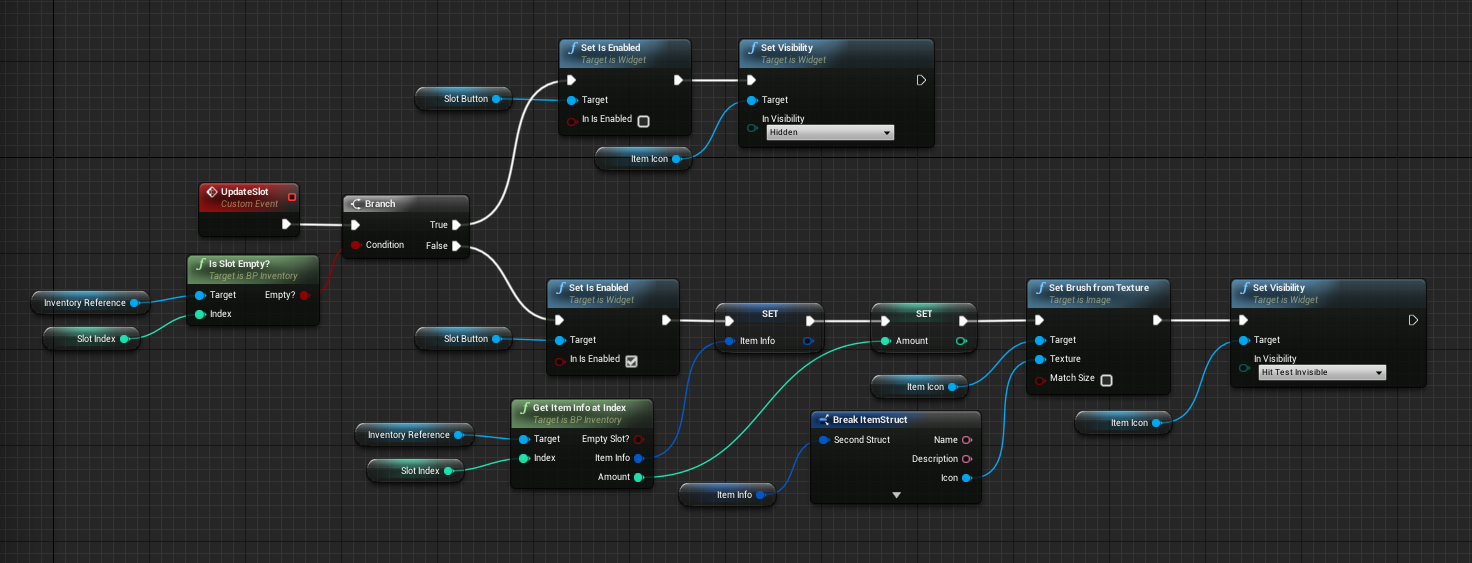 Set Is Enabled
Target is Widget
Target
In Is Enabled
Slot Button
Set Visibility
Target is Widget
Target
In Visibility
Hidden
Item Icon
UpdateSlot
Custom Event
Branch
True
Condition
False
Is Slot Empty?
Target is BP Inventory
Target
Empty?
Index
Inventory Reference
Slot Index
Set Is Enabled
Target is Widget
Target
In Is Enabled
Slot Button
SET
Item Info
SET
Amount
Set Brush from Texture
Target is Image
Target
Texture
Match Size
Item Icon
Set Visibility
Target is Widget
Target
In Visibility
Hit Test Invisible
Item Icon
Get Item Info at Index
Target is BP Inventory
Target
Empty Slot?
Index
Item Info
Amount
Inventory Reference
Slot Index
Break ItemStruct
Second Struct
Name
Description
Icon
Item Info